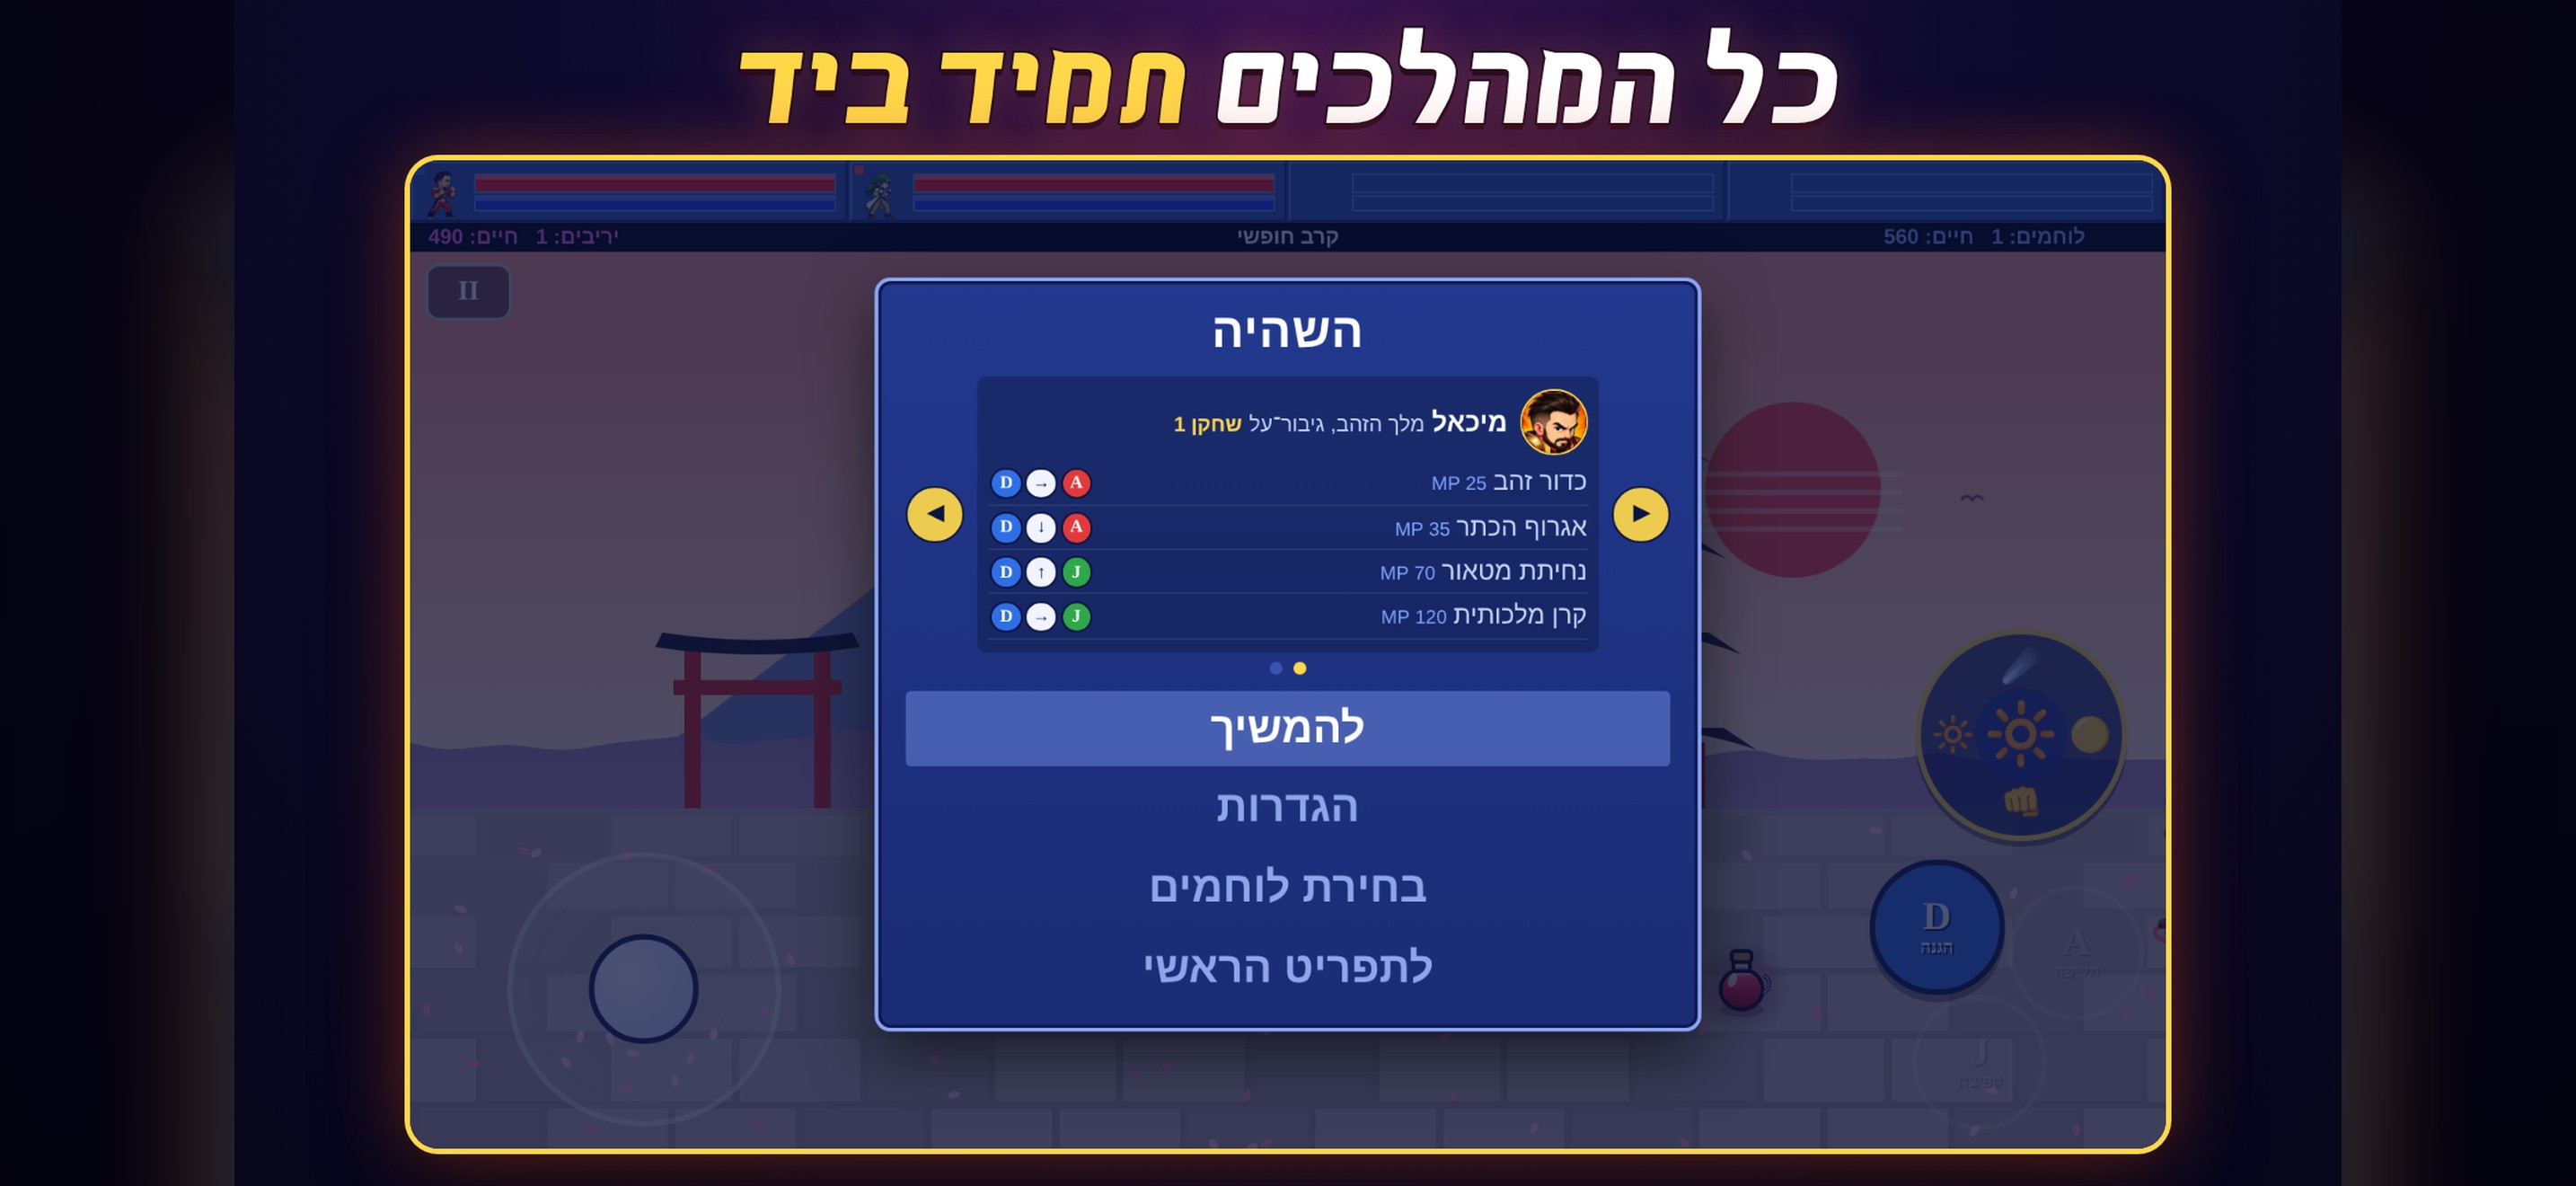 כל המהלכים תמיד ביד
לוחמים: 1 חיים: 560
קרב חופשי
יריבים: 1 חיים: 490
II
השהיה
מיכאל מלך הזהב, גיבור־על שחקן 1
כדור זהב 25 MP D → A
אגרוף הכתר 35 MP D ↓ A
נחיתת מטאור 70 MP D ↑ J
קרן מלכותית 120 MP D → J
להמשיך
הגדרות
בחירת לוחמים
לתפריט הראשי
D
הגנה
A
תקיפה
J
קפיצה